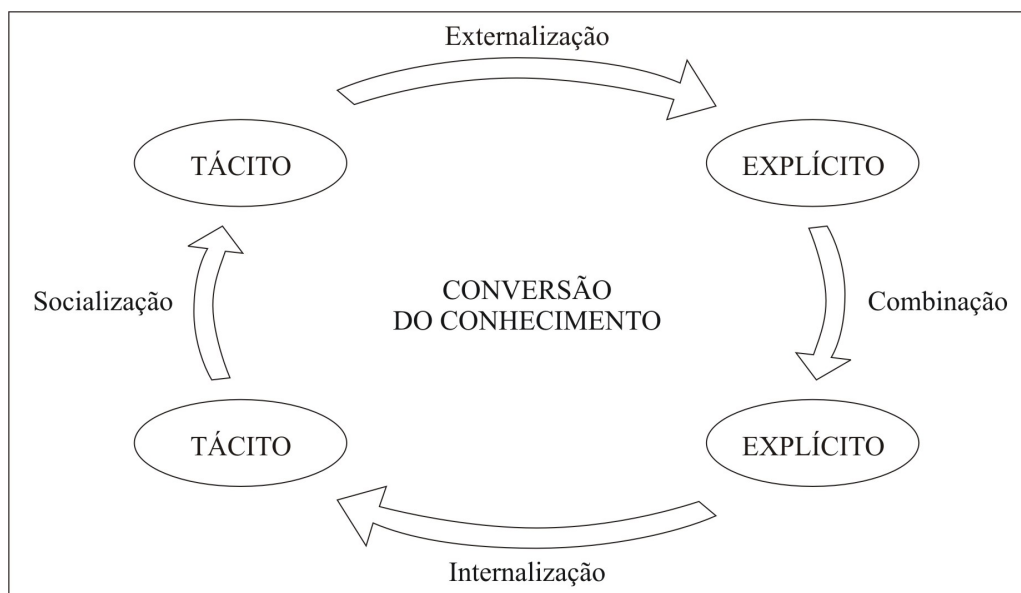 Externalização
TÁCITO
EXPLÍCITO
Socialização
CONVERSÃO
DO CONHECIMENTO
Combinação
TÁCITO
EXPLÍCITO
Internalização